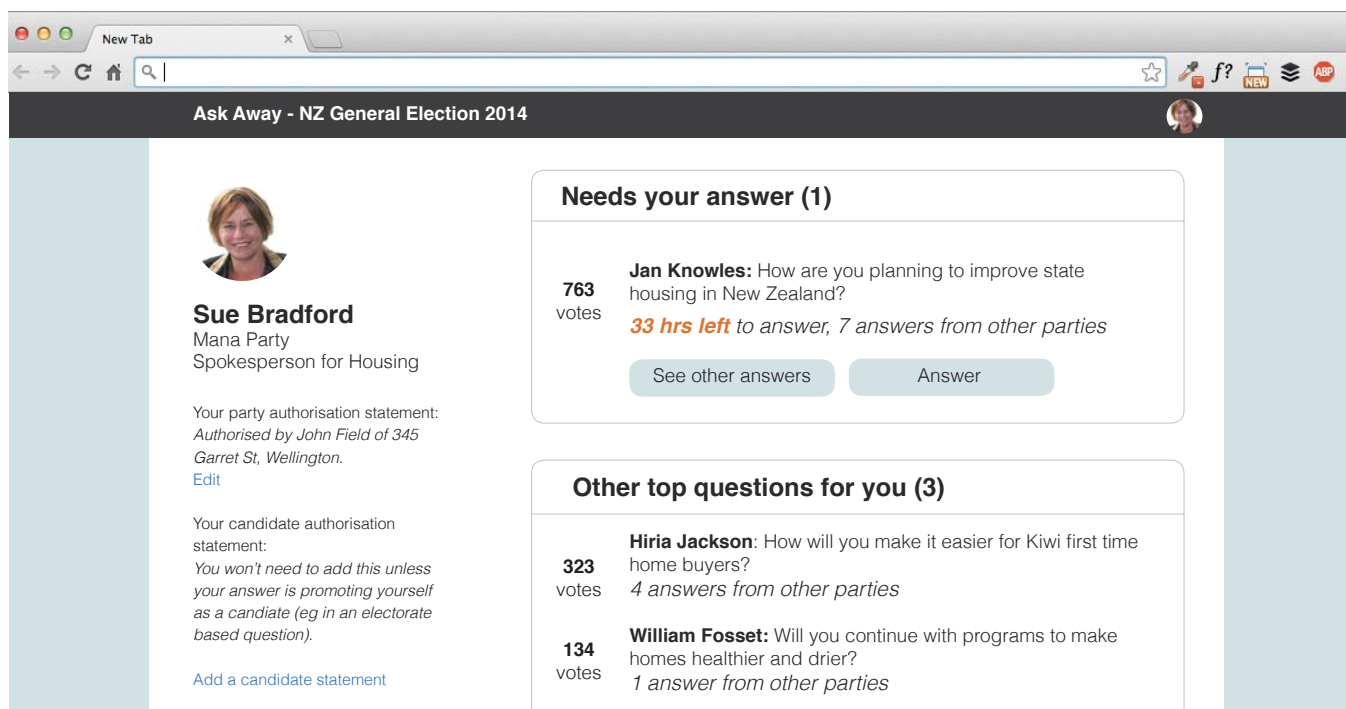 New Tab
f?
NEW
ABP
Ask Away - NZ General Election 2014
Sue Bradford
Mana Party
Spokesperson for Housing
Your party authorisation statement:
Authorised by John Field of 345
Garret St, Wellington.
Edit
Your candidate authorisation
statement:
You won't need to add this unless
your answer is promoting yourself
as a candiate (eg in an electorate
based question).
Add a candidate statement
Needs your answer (1)
763
votes
Jan Knowles: How are you planning to improve state
housing in New Zealand?
33 hrs left to answer, 7 answers from other parties
See other answers
Answer
Other top questions for you (3)
323
votes
Hiria Jackson: How will you make it easier for Kiwi first time
home buyers?
4 answers from other parties
134
votes
William Fosset: Will you continue with programs to make
homes healthier and drier?
1 answer from other parties